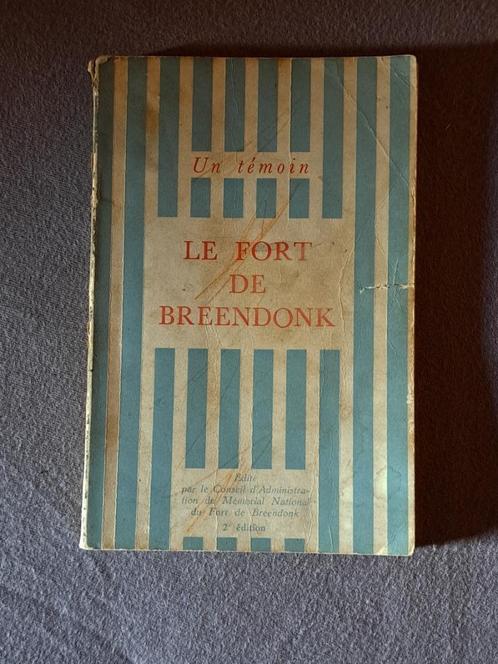 Un témoin
LE FORT
DE
BREENDONK
Édité
par le Conseil d'Administra-
tion du Mémorial National
du Fort de Breendonk
2e édition